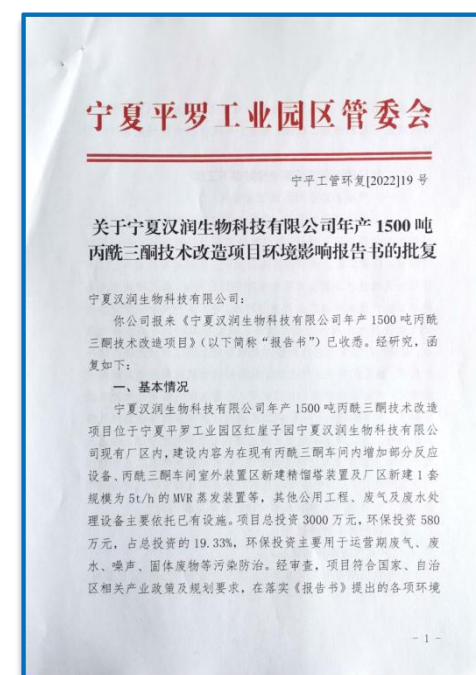 宁夏平罗工业园区管委会
宁平工管环复[2022]19 号
关于宁夏汉润生物科技有限公司年产 1500 吨
丙酰三酮技术改造项目环境影响报告书的批复
宁夏汉润生物科技有限公司：
你公司报来《宁夏汉润生物科技有限公司年产 1500 吨丙酰
三酮技术改造项目》（以下简称“报告书”）已收悉。经研究，函
复如下：
一、基本情况
宁夏汉润生物科技有限公司年产 1500 吨丙酰三酮技术改造
项目位于宁夏平罗工业园区红崖子园宁夏汉润生物科技有限公
司现有厂区内，建设内容为在现有丙酰三酮车间内增加部分反应
设备、丙酰三酮车间室外装置区新建精馏塔装置及厂区新建 1 套
规模为 5t/h 的 MVR 蒸发装置等，其他公用工程、废气及废水处
理设备主要依托已有设施。项目总投资 3000 万元，环保投资 580
万元，占总投资的 19.33%，环保投资主要用于运营期废气、废
水、噪声、固体废物等污染防治。经审查，项目符合国家、自治
区相关产业政策及规划要求，在落实《报告书》提出的各项环境
- 1 -